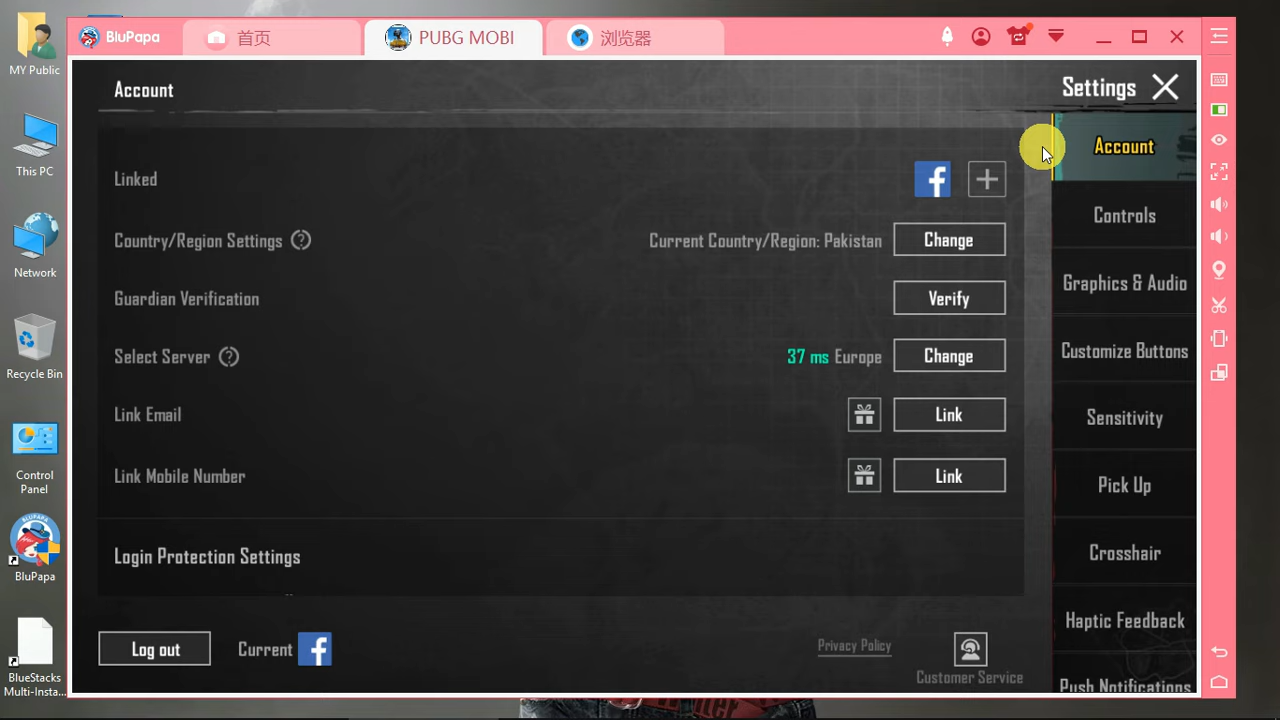 MY Public
This PC
Network
Recycle Bin
Control
Panel
BluPapa
BlueStacks
Multi-Insta...
BluPapa
首页
PUBG MOBI
浏览器
Account
Settings
Linked
Country/Region Settings
Current Country/Region: Pakistan
Change
Guardian Verification
Verify
Select Server
37 ms Europe
Change
Link Email
Link
Link Mobile Number
Link
Login Protection Settings
Log out
Current
Privacy Policy
Customer Service
Account
Controls
Graphics & Audio
Customize Buttons
Sensitivity
Pick Up
Crosshair
Haptic Feedback
Push Notifications